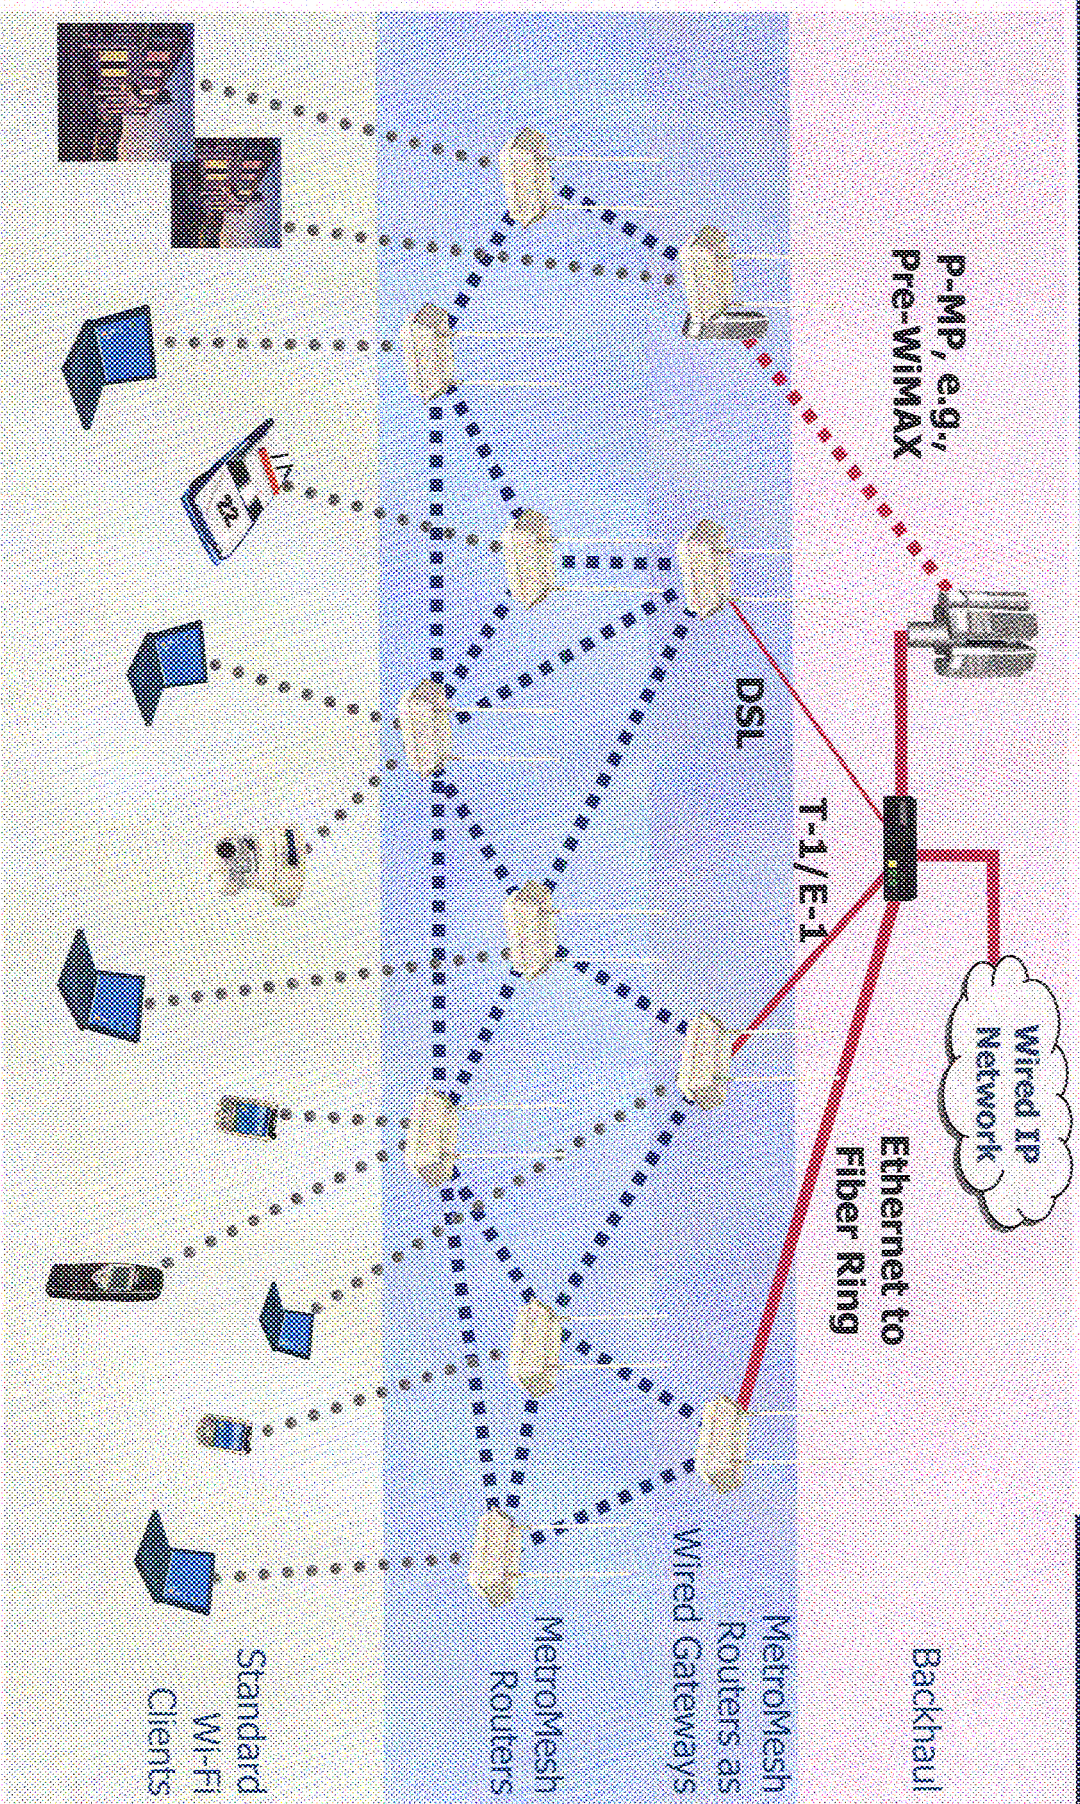 P-MP, e.g.,
Pre-WiMAX
Wired IP
Network
Backhaul
DSL
T-1/E-1
Ethernet to
Fiber Ring
MetroMesh
Routers as
Wired Gateways
MetroMesh
Routers
22
Standard
Wi-Fi
Clients